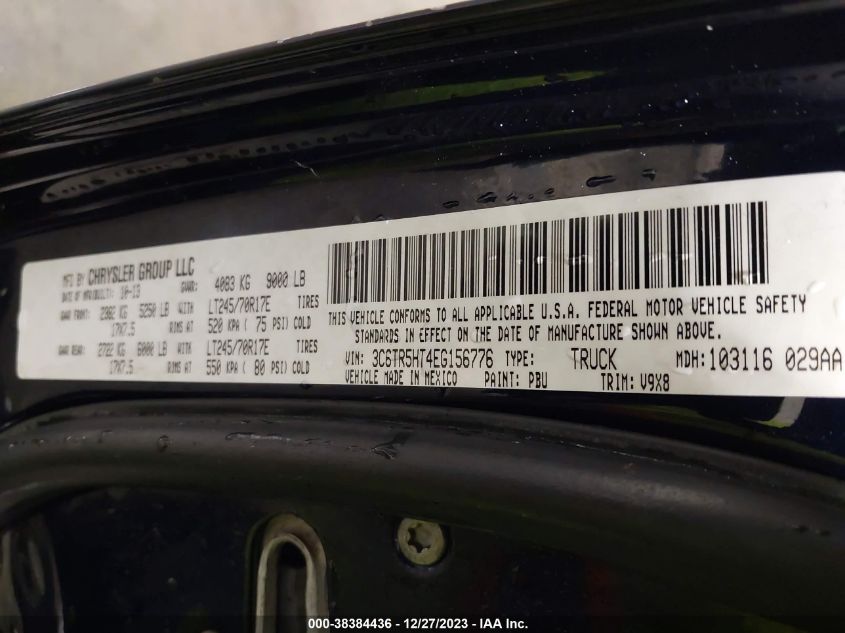 MFD BY CHRYSLER GROUP LLC
DATE OF MFR(BUILT): 10-13 GVWR: 4083 KG 9000 LB
GAWR FRONT: 2382 KG 5250 LB WITH LT245/70R17E TIRES
17X7.5 RIMS AT 520 KPA ( 75 PSI) COLD
GAWR REAR: 2722 KG 6000 LB WITH LT245/70R17E TIRES
17X7.5 RIMS AT 550 KPA ( 80 PSI) COLD
THIS VEHICLE CONFORMS TO ALL APPLICABLE U.S.A. FEDERAL MOTOR VEHICLE SAFETY
STANDARDS IN EFFECT ON THE DATE OF MANUFACTURE SHOWN ABOVE.
VIN: 3C6TR5HT4EG156776 TYPE: TRUCK MDH: 103116 029AA
VEHICLE MADE IN MEXICO PAINT: PBU TRIM: V9X8
000-38384436 - 12/27/2023 - IAA Inc.